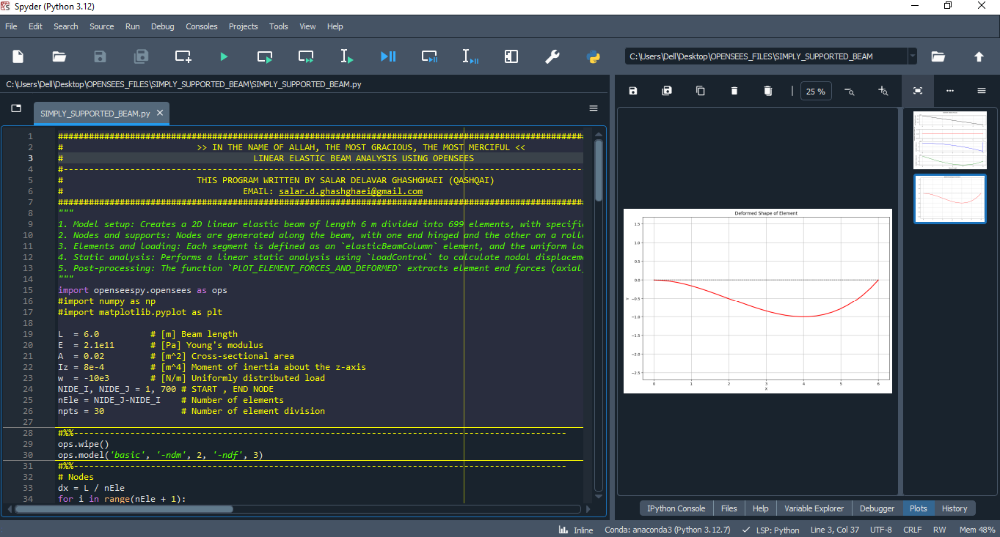 Spyder (Python 3.12)
File Edit Search Source Run Debug Consoles Projects Tools View Help
C:\Users\Dell\Desktop\OPENSEES_FILES\SIMPLY_SUPPORTED_BEAM
C:\Users\Dell\Desktop\OPENSEES_FILES\SIMPLY_SUPPORTED_BEAM\SIMPLY_SUPPORTED_BEAM.py
SIMPLY_SUPPORTED_BEAM.py
1 ######################################################################################################
2 # >> IN THE NAME OF ALLAH, THE MOST GRACIOUS, THE MOST MERCIFUL <<
3 # LINEAR ELASTIC BEAM ANALYSIS USING OPENSEES
4 #-----------------------------------------------------------------------------------------------------
5 # THIS PROGRAM WRITTEN BY SALAR DELAVAR GHASHGHAEI (QASHQAI)
6 # EMAIL: salar.d.ghashghaei@gmail.com
7 ######################################################################################################
8 """
9 1. Model setup: Creates a 2D linear elastic beam of length 6 m divided into 699 elements, with specifi
10 2. Nodes and supports: Nodes are generated along the beam, with one end hinged and the other on a roll
11 3. Elements and loading: Each segment is defined as an `elasticBeamColumn` element, and the uniform lo
12 4. Static analysis: Performs a linear static analysis using `LoadControl` to calculate nodal displacem
13 5. Post-processing: The function `PLOT_ELEMENT_FORCES_AND_DEFORMED` extracts element end forces (axial,
14 """
15 import openseespy.opensees as ops
16 #import numpy as np
17 #import matplotlib.pyplot as plt
18
19 L = 6.0 # [m] Beam length
20 E = 2.1e11 # [Pa] Young's modulus
21 A = 0.02 # [m^2] Cross-sectional area
22 Iz = 8e-4 # [m^4] Moment of inertia about the z-axis
23 w = -10e3 # [N/m] Uniformly distributed load
24 NIDE_I, NIDE_J = 1, 700 # START , END NODE
25 nEle = NIDE_J-NIDE_I # Number of elements
26 npts = 30 # Number of element division
27
28 #%%------------------------------------------------------------------------------------------------
29 ops.wipe()
30 ops.model('basic', '-ndm', 2, '-ndf', 3)
31 #%%------------------------------------------------------------------------------------------------
32 # Nodes
33 dx = L / nEle
34 for i in range(nEle + 1):
25 %
Deformed Shape of Element
1.5
1.0
0.5
0.0
−0.5
−1.0
−1.5
−2.0
−2.5
Y
0 1 2 3 4 5 6
X
IPython Console Files Help Variable Explorer Debugger Plots History
Inline Conda: anaconda3 (Python 3.12.7) ✓ LSP: Python Line 3, Col 37 UTF-8 CRLF RW Mem 48%